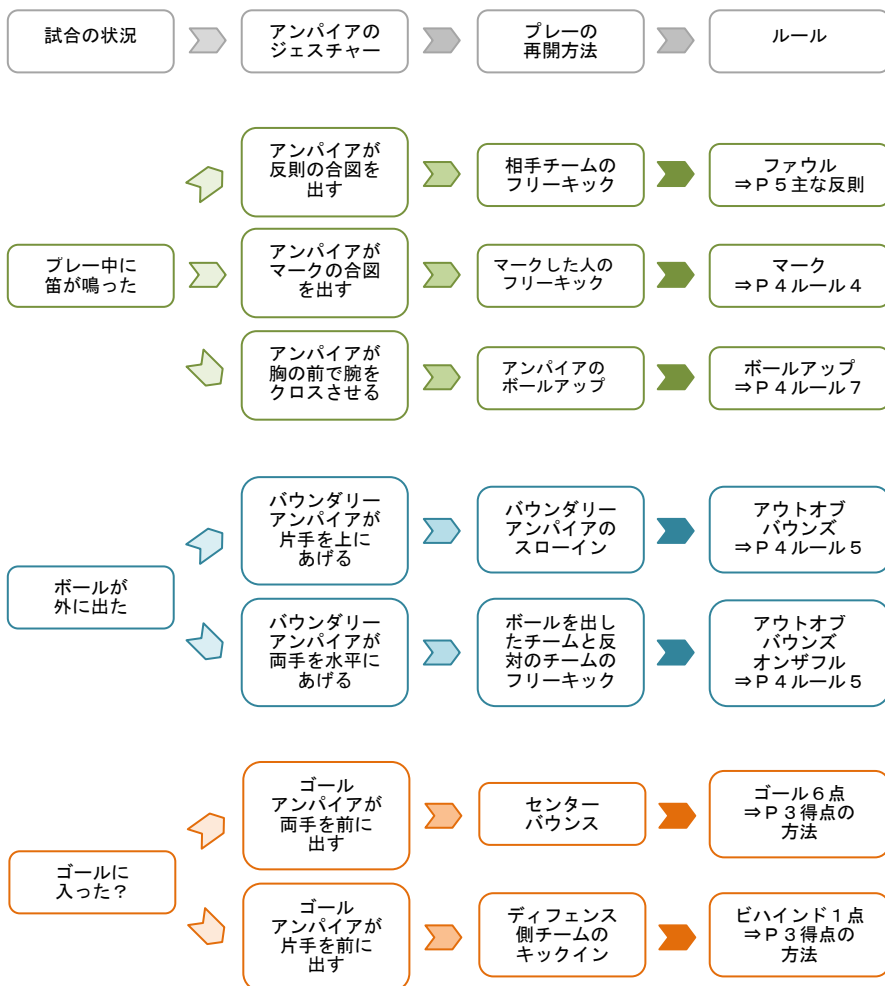 試合の状況
アンパイアの
ジェスチャー
プレーの
再開方法
ルール
アンパイアが
反則の合図を
出す
相手チームの
フリーキック
ファウル
⇒Ｐ５主な反則
プレー中に
笛が鳴った
アンパイアが
マークの合図
を出す
マークした人の
フリーキック
マーク
⇒Ｐ４ルール４
アンパイアが
胸の前で腕を
クロスさせる
アンパイアの
ボールアップ
ボールアップ
⇒Ｐ４ルール７
ボールが
外に出た
バウンダリー
アンパイアが
片手を上に
あげる
バウンダリー
アンパイアの
スローイン
アウトオブ
バウンズ
⇒Ｐ４ルール５
バウンダリー
アンパイアが
両手を水平に
あげる
ボールを出し
たチームと反
対のチームの
フリーキック
アウトオブ
バウンズ
オンザフル
⇒Ｐ４ルール５
ゴールに
入った？
ゴール
アンパイアが
両手を前に
出す
センター
バウンス
ゴール６点
⇒Ｐ３得点の
方法
ゴール
アンパイアが
片手を前に
出す
ディフェンス
側チームの
キックイン
ビハインド１点
⇒Ｐ３得点の
方法